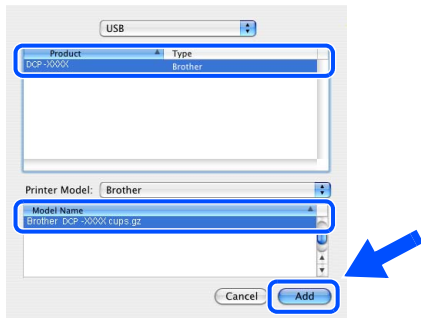 USB
Product Type
DCP-XXXX Brother
Printer Model: Brother
Model Name
Brother DCP -XXXX cups.gz
Cancel Add